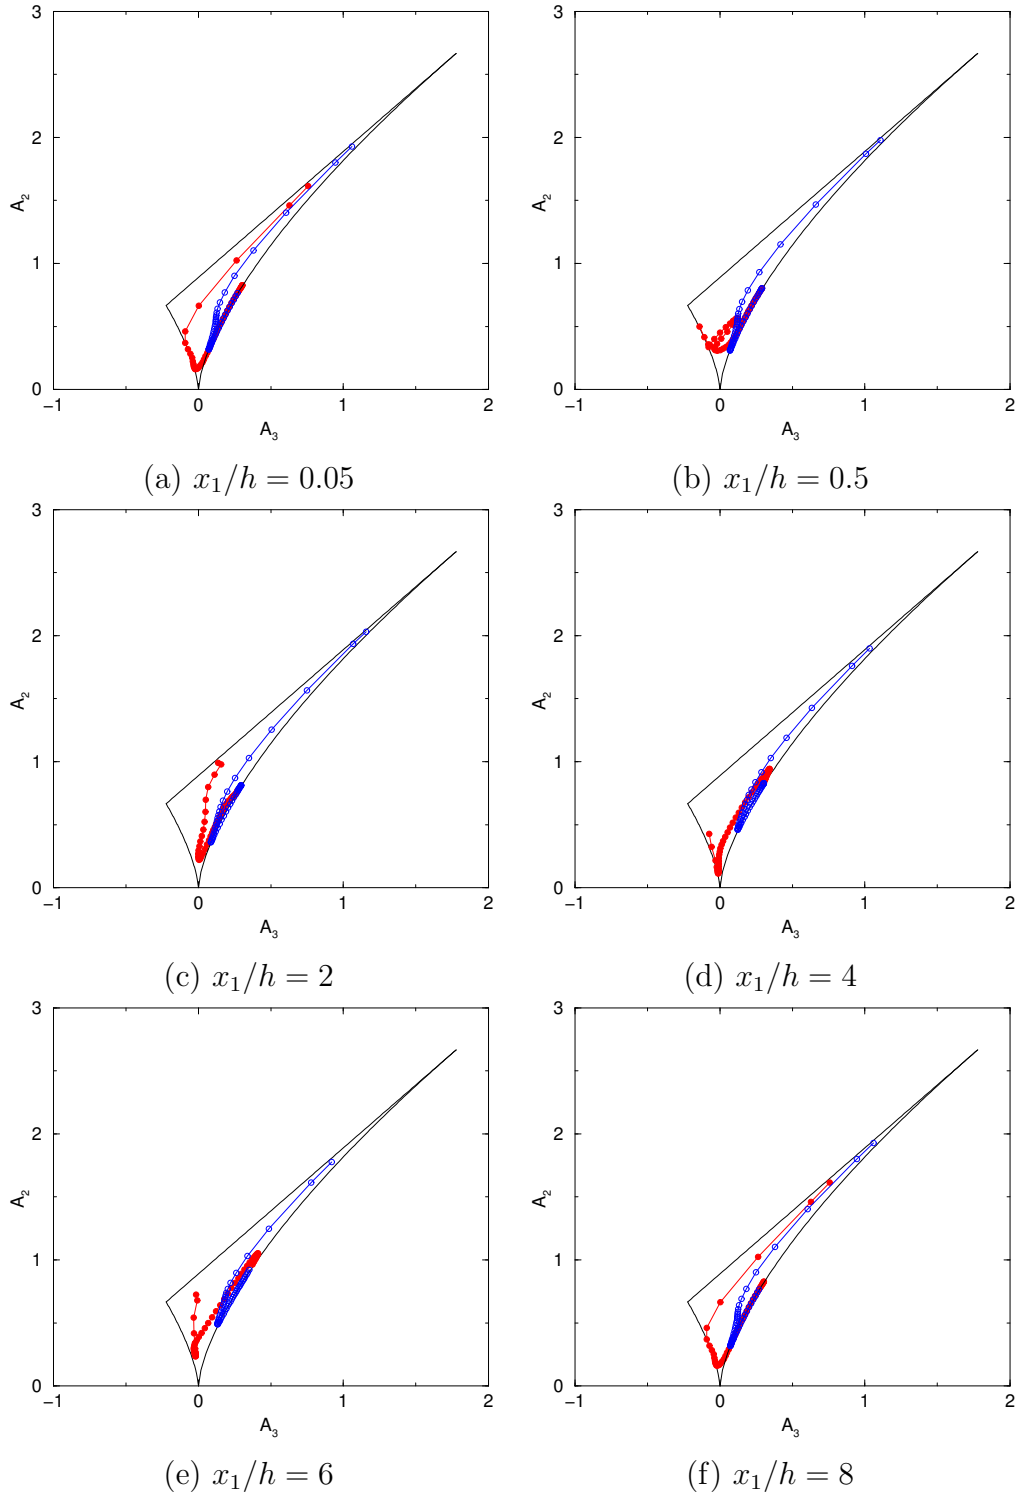 3 3
2 2
A₂ A₂
1 1
0 0
−1 0 1 2 −1 0 1 2
A₃ A₃
(a) x₁/h = 0.05 (b) x₁/h = 0.5
3 3
2 2
A₂ A₂
1 1
0 0
−1 0 1 2 −1 0 1 2
A₃ A₃
(c) x₁/h = 2 (d) x₁/h = 4
3 3
2 2
A₂ A₂
1 1
0 0
−1 0 1 2 −1 0 1 2
A₃ A₃
(e) x₁/h = 6 (f) x₁/h = 8